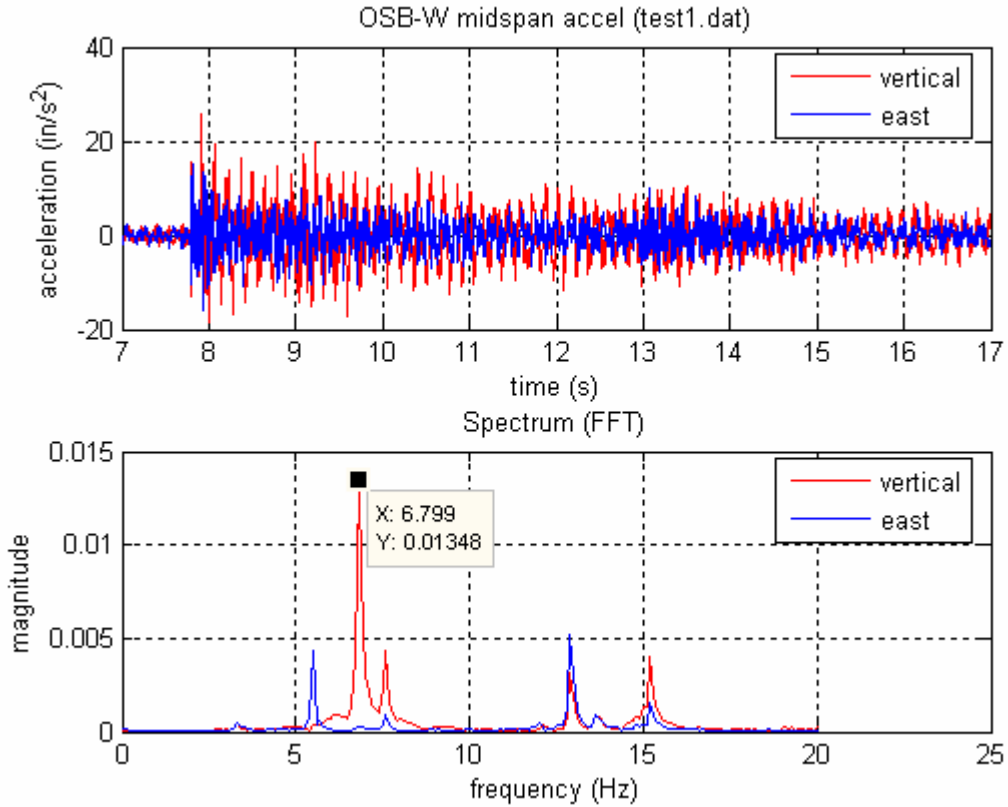 OSB-W midspan accel (test1.dat)
40
20
0
-20
acceleration (in/s²)
vertical
east
7 8 9 10 11 12 13 14 15 16 17
time (s)
Spectrum (FFT)
0.015
0.01
0.005
0
magnitude
vertical
east
X: 6.799
Y: 0.01348
0 5 10 15 20 25
frequency (Hz)